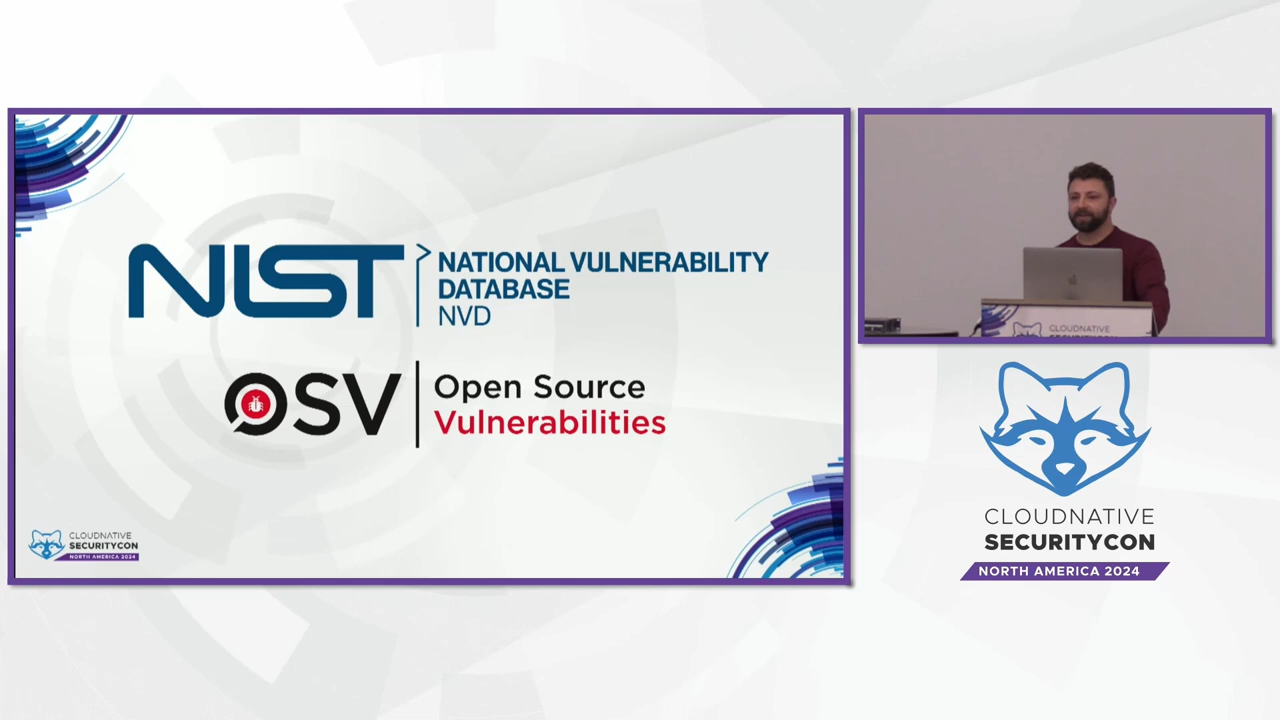 NIST
NATIONAL VULNERABILITY
DATABASE
NVD
OSV
Open Source
Vulnerabilities
CLOUDNATIVE
SECURITYCON
NORTH AMERICA 2024
CLOUDNATIVE
CLOUDNATIVE
SECURITYCON
NORTH AMERICA 2024